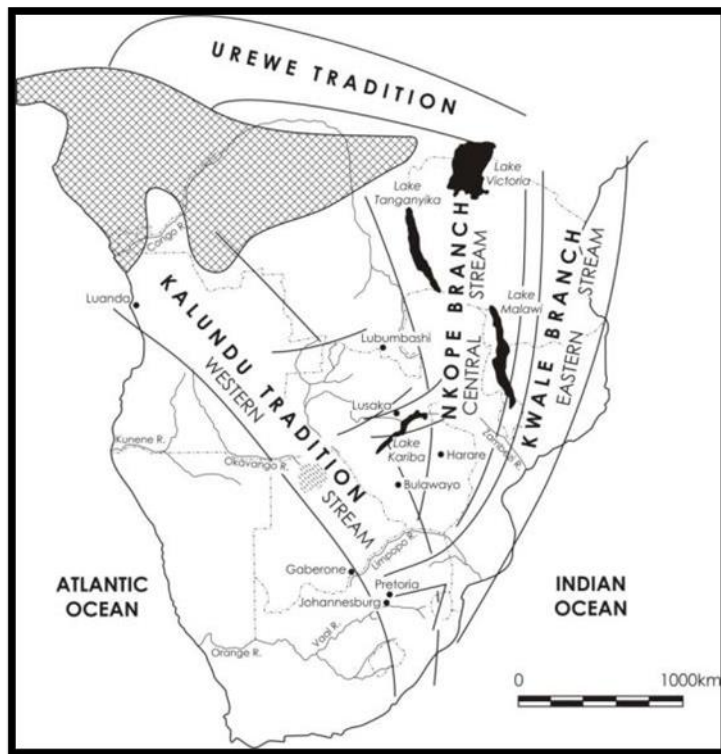 UREWE TRADITION
Lake
Victoria
Lake
Tanganyika
Congo R.
Luanda
KALUNDU TRADITION
WESTERN
STREAM
NKOPE BRANCH
CENTRAL STREAM
KWALE BRANCH
EASTERN STREAM
Lake
Malawi
Lubumbashi
Lusaka
Lake
Kariba
Zambezi R.
Harare
Bulawayo
Kunene R.
Okavango R.
Limpopo R.
Gaberone
Pretoria
Johannesburg
Vaal R.
Orange R.
ATLANTIC
OCEAN
INDIAN
OCEAN
0 1000km